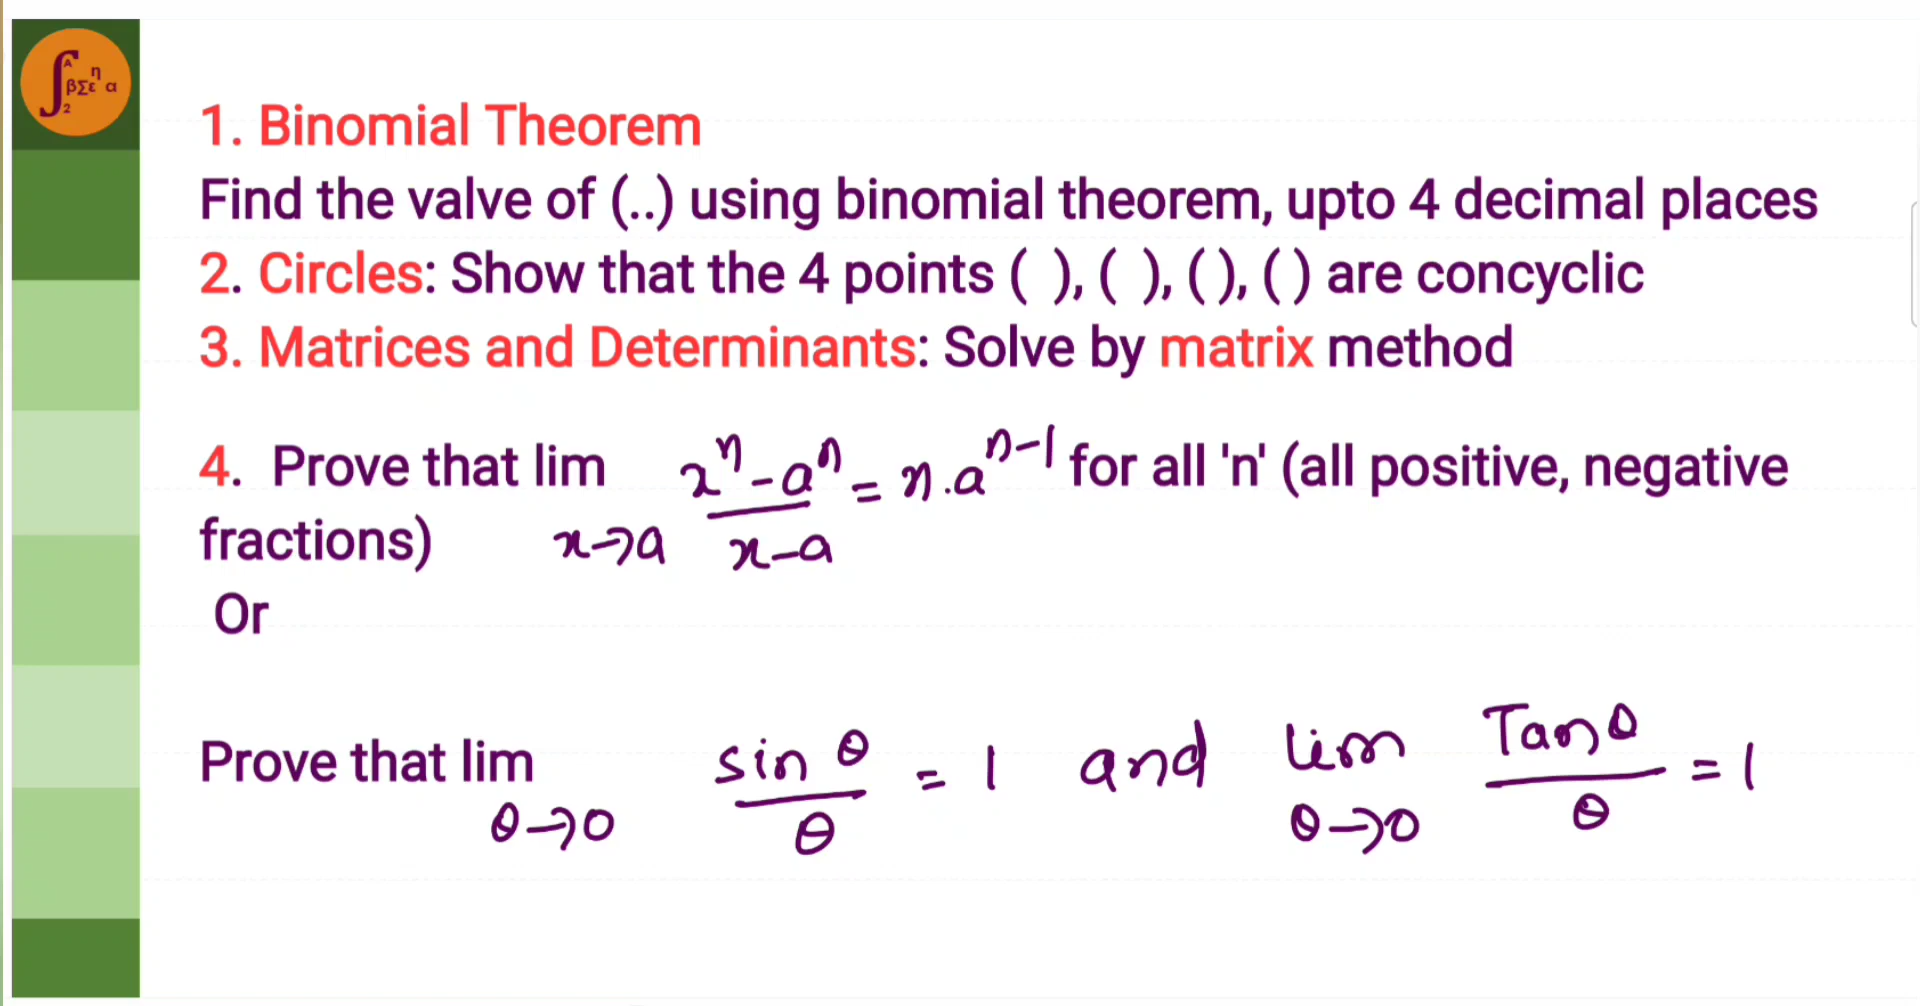 1. Binomial Theorem
Find the valve of (..) using binomial theorem, upto 4 decimal places
2. Circles: Show that the 4 points ( ), ( ), ( ), ( ) are concyclic
3. Matrices and Determinants: Solve by matrix method
4. Prove that lim x→a (xⁿ-aⁿ)/(x-a) = n.aⁿ⁻¹ for all 'n' (all positive, negative
fractions)
Or
Prove that lim θ→0 sin θ/θ = 1 and lim θ→0 Tanθ/θ = 1